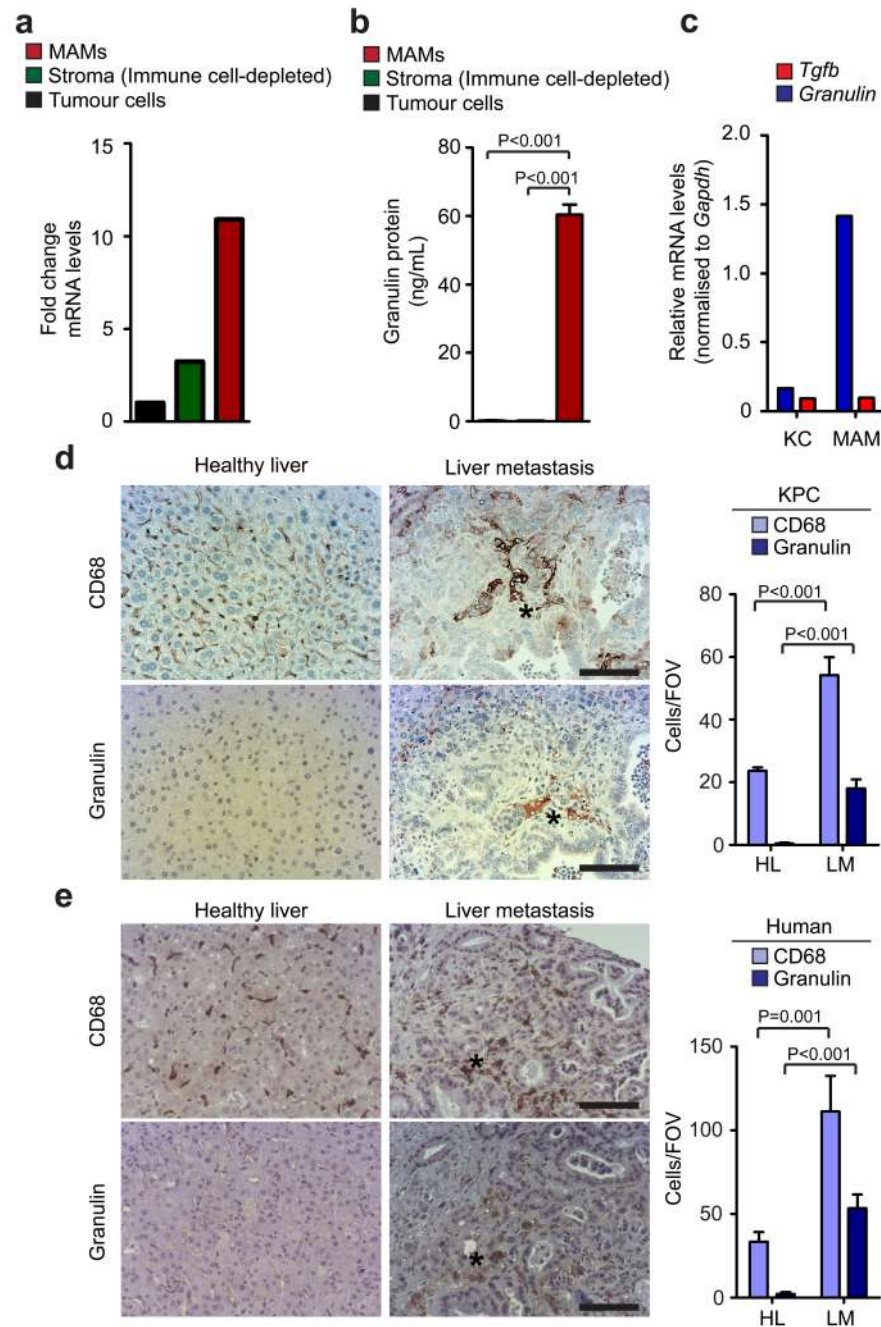 a
MAMs
Stroma (Immune cell-depleted)
Tumour cells
Fold change
mRNA levels
15
10
5
0
b
MAMs
Stroma (Immune cell-depleted)
Tumour cells
Granulin protein
(ng/mL)
80
60
40
20
0
P<0.001
P<0.001
c
Tgfb
Granulin
Relative mRNA levels
(normalised to Gapdh)
2.0
1.5
1.0
0.5
0
KC MAM
d
Healthy liver
Liver metastasis
CD68
*
Granulin
*
KPC
CD68
Granulin
Cells/FOV
80
60
40
20
0
P<0.001
P<0.001
HL LM
e
Healthy liver
Liver metastasis
CD68
*
Granulin
*
Human
CD68
Granulin
Cells/FOV
150
100
50
0
P=0.001
P<0.001
HL LM